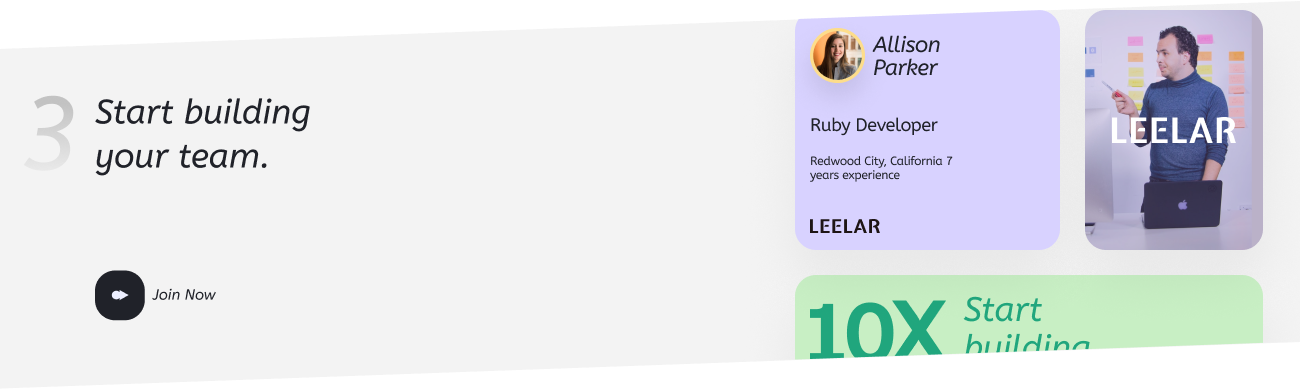 3
Start building
your team.
Join Now
Allison
Parker
Ruby Developer
Redwood City, California 7
years experience
LEELAR
LEELAR
10X
Start
building